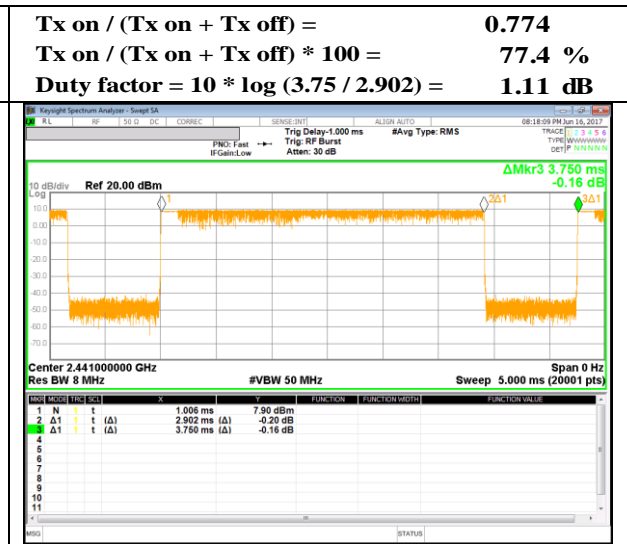 Tx on / (Tx on + Tx off) = 0.774
Tx on / (Tx on + Tx off) * 100 = 77.4 %
Duty factor = 10 * log (3.75 / 2.902) = 1.11 dB
Keysight Spectrum Analyzer - Swept SA
RL RF 50 Ω DC CORREC SENSE:INT ALIGN AUTO 08:18:09 PM Jun 16, 2017
Trig Delay-1.000 ms #Avg Type: RMS TRACE 1 2 3 4 5 6
PNO: Fast Trig: RF Burst TYPE WWWWWW
IFGain:Low Atten: 30 dB DET P N N N N N
ΔMkr3 3.750 ms
10 dB/div Ref 20.00 dBm -0.16 dB
Log
1 2Δ1 3Δ1
10.0
0.00
-10.0
-20.0
-30.0
-40.0
-50.0
-60.0
-70.0
Center 2.441000000 GHz Span 0 Hz
Res BW 8 MHz #VBW 50 MHz Sweep 5.000 ms (20001 pts)
MKR MODE TRC SCL X Y FUNCTION FUNCTION WIDTH FUNCTION VALUE
1 N 1 t 1.006 ms 7.90 dBm
2 Δ1 1 t (Δ) 2.902 ms (Δ) -0.20 dB
3 Δ1 1 t (Δ) 3.750 ms (Δ) -0.16 dB
4
5
6
7
8
9
10
11
MSG STATUS